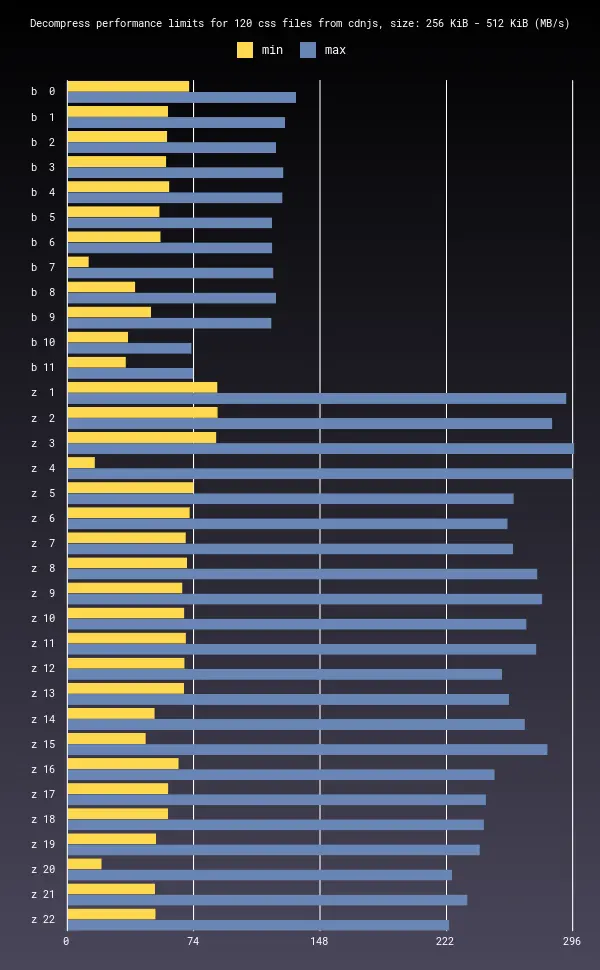 Decompress performance limits for 120 css files from cdnjs, size: 256 KiB - 512 KiB (MB/s)
min max
b 0
b 1
b 2
b 3
b 4
b 5
b 6
b 7
b 8
b 9
b 10
b 11
z 1
z 2
z 3
z 4
z 5
z 6
z 7
z 8
z 9
z 10
z 11
z 12
z 13
z 14
z 15
z 16
z 17
z 18
z 19
z 20
z 21
z 22
0 74 148 222 296